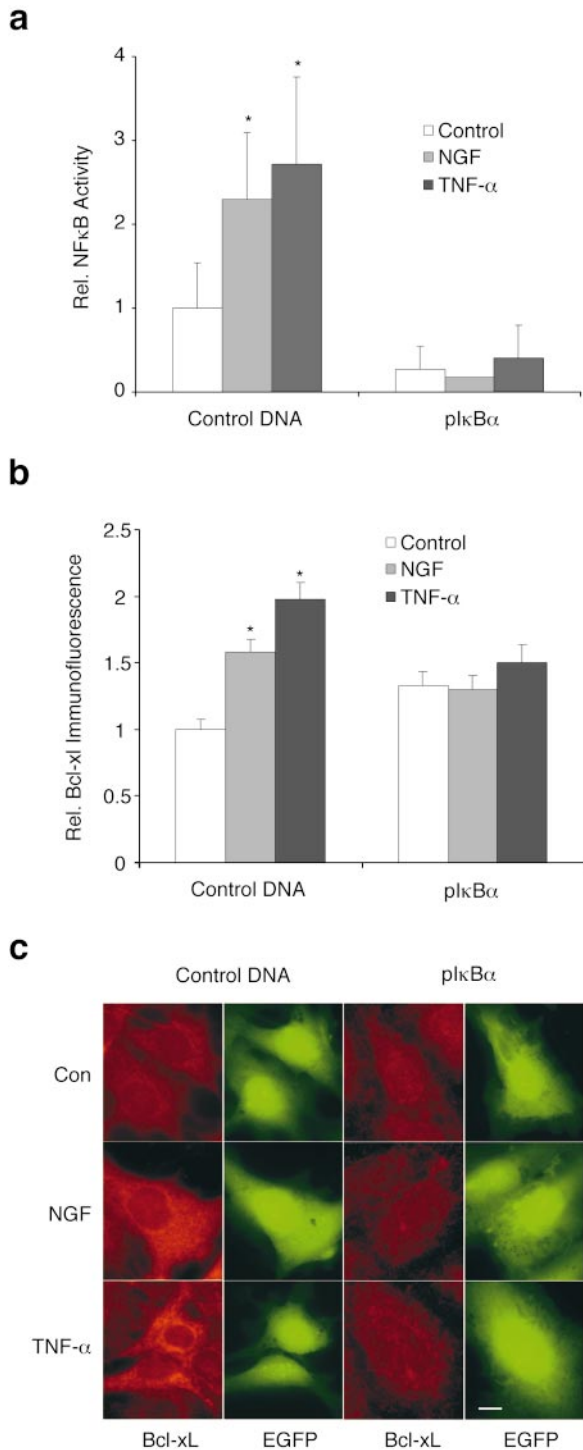 a
4
3
2
1
0
Rel. NFκB Activity
*
*
Control
NGF
TNF-α
Control DNA
pIκBα
b
2.5
2
1.5
1
0.5
0
Rel. Bcl-xl Immunofluorescence
*
*
Control
NGF
TNF-α
Control DNA
pIκBα
c
Control DNA
pIκBα
Con
NGF
TNF-α
Bcl-xL
EGFP
Bcl-xL
EGFP